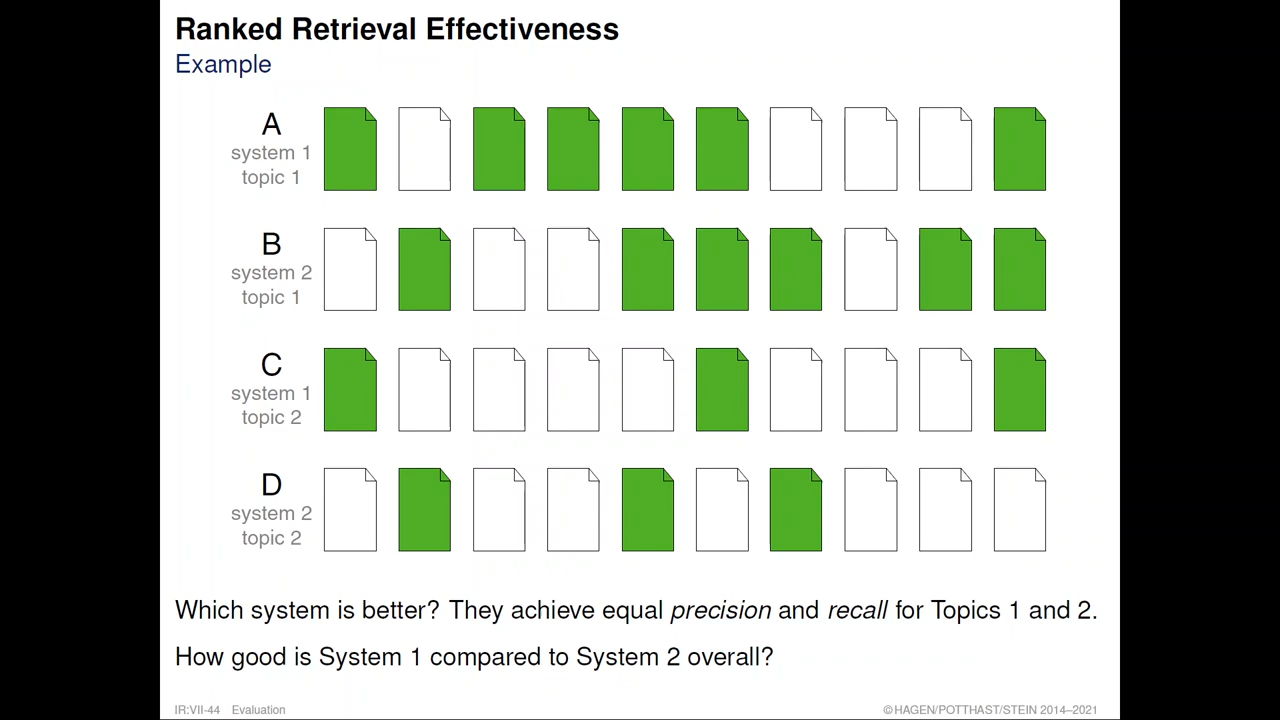 Ranked Retrieval Effectiveness
Example
A
system 1
topic 1
B
system 2
topic 1
C
system 1
topic 2
D
system 2
topic 2
Which system is better? They achieve equal precision and recall for Topics 1 and 2.
How good is System 1 compared to System 2 overall?
IR:VII-44 Evaluation ©HAGEN/POTTHAST/STEIN 2014–2021